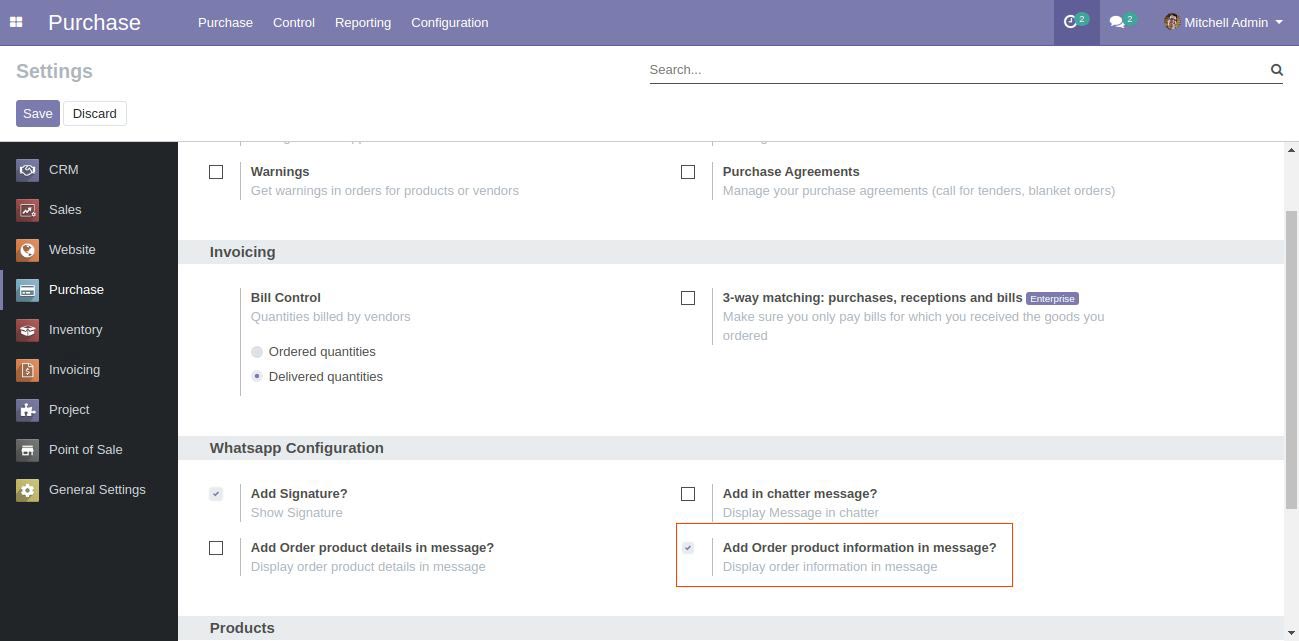 Purchase
Purchase Control Reporting Configuration
2 2 Mitchell Admin
Settings
Search...
Save Discard
CRM
Sales
Website
Purchase
Inventory
Invoicing
Project
Point of Sale
General Settings
Warnings
Get warnings in orders for products or vendors
Purchase Agreements
Manage your purchase agreements (call for tenders, blanket orders)
Invoicing
Bill Control
Quantities billed by vendors
Ordered quantities
Delivered quantities
3-way matching: purchases, receptions and bills Enterprise
Make sure you only pay bills for which you received the goods you
ordered
Whatsapp Configuration
Add Signature?
Show Signature
Add in chatter message?
Display Message in chatter
Add Order product details in message?
Display order product details in message
Add Order product information in message?
Display order information in message
Products